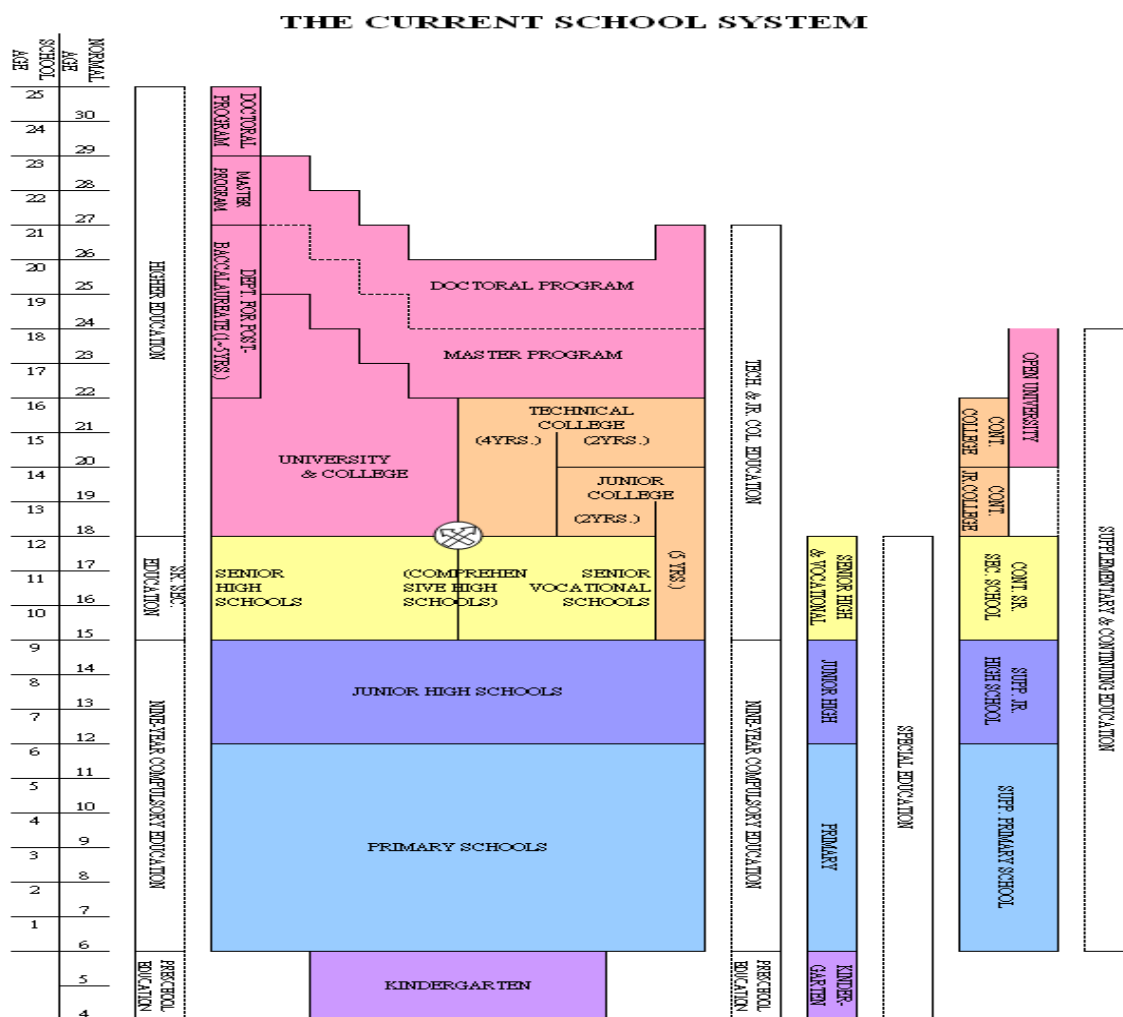 THE CURRENT SCHOOL SYSTEM
SCHOOL
AGE
NORMAL
AGE
25
24
23
22
21
20
19
18
17
16
15
14
13
12
11
10
9
8
7
6
5
4
3
2
1
30
29
28
27
26
25
24
23
22
21
20
19
18
17
16
15
14
13
12
11
10
9
8
7
6
5
4
HIGHER EDUCATION
SR. SEC.
EDUCATION
NINE-YEAR COMPULSORY EDUCATION
PRESCHOOL
EDUCATION
DOCTORAL
PROGRAM
MASTER
PROGRAM
DEPT. FOR POST-
BACCALAUREATE (1~5YRS.)
DOCTORAL PROGRAM
MASTER PROGRAM
UNIVERSITY
& COLLEGE
TECHNICAL
COLLEGE
(4YRS.)
(2YRS.)
JUNIOR
COLLEGE
(2YRS.)
(5 YRS)
SENIOR
HIGH
SCHOOLS
(COMPREHEN
SIVE HIGH
SCHOOLS)
SENIOR
VOCATIONAL
SCHOOLS
JUNIOR HIGH SCHOOLS
PRIMARY SCHOOLS
KINDERGARTEN
TECH. & JR. COL. EDUCATION
NINE-YEAR COMPULSORY EDUCATION
PRESCHOOL
EDUCATION
SENIOR HIGH
& VOCATIONAL
JUNIOR HIGH
PRIMARY
KINDER-
GARTEN
SPECIAL EDUCATION
OPEN UNIVERSITY
CONT.
COLLEGE
CONT.
JR. COLLEGE
CONT. SR.
SEC. SCHOOL
SUPP. JR.
HIGH SCHOOL
SUPP. PRIMARY SCHOOL
SUPPLEMENTARY & CONTINUING EDUCATION